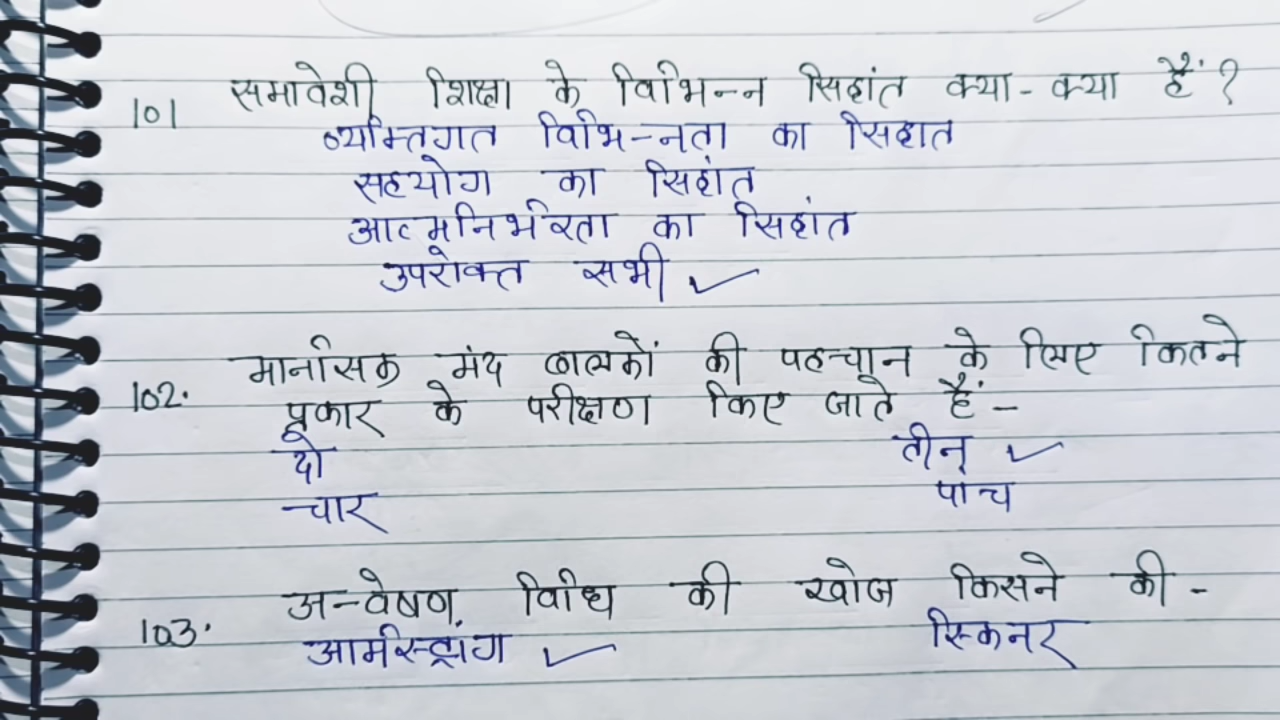 101 समावेशी शिक्षा के विभिन्न सिद्धांत क्या-क्या हैं ?
व्यक्तिगत विभिन्नता का सिद्धांत
सहयोग का सिद्धांत
आत्मनिर्भरता का सिद्धांत
उपरोक्त सभी ✓
102. मानसिक मंद बालकों की पहचान के लिए कितने
प्रकार के परीक्षण किए जाते हैं -
दो तीन ✓
चार पांच
103. अन्वेषण विधि की खोज किसने की -
आर्मस्ट्रांग ✓ स्किनर